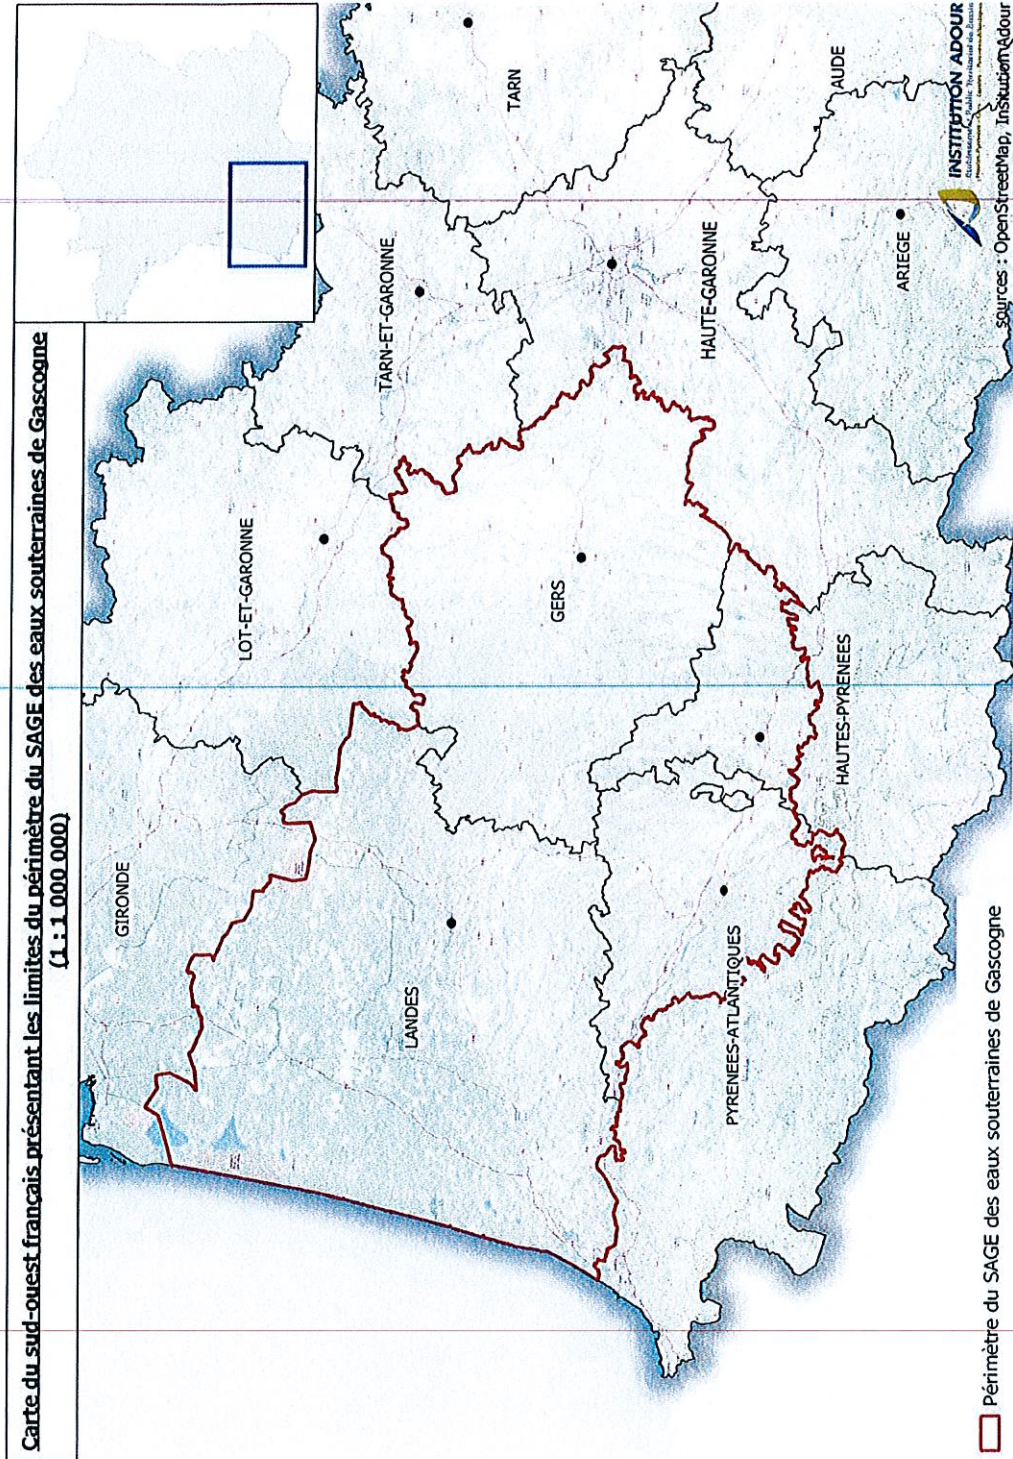 Carte du sud-ouest français présentant les limites du périmètre du SAGE des eaux souterraines de Gascogne
(1 : 1 000 000)
GIRONDE
LOT-ET-GARONNE
TARN-ET-GARONNE
TARN
LANDES
GERS
HAUTE-GARONNE
AUDE
PYRENEES-ATLANTIQUES
HAUTES-PYRENEES
ARIEGE
INSTITUTION ADOUR
Périmètre du SAGE des eaux souterraines de Gascogne
sources : OpenStreetMap, Institution Adour